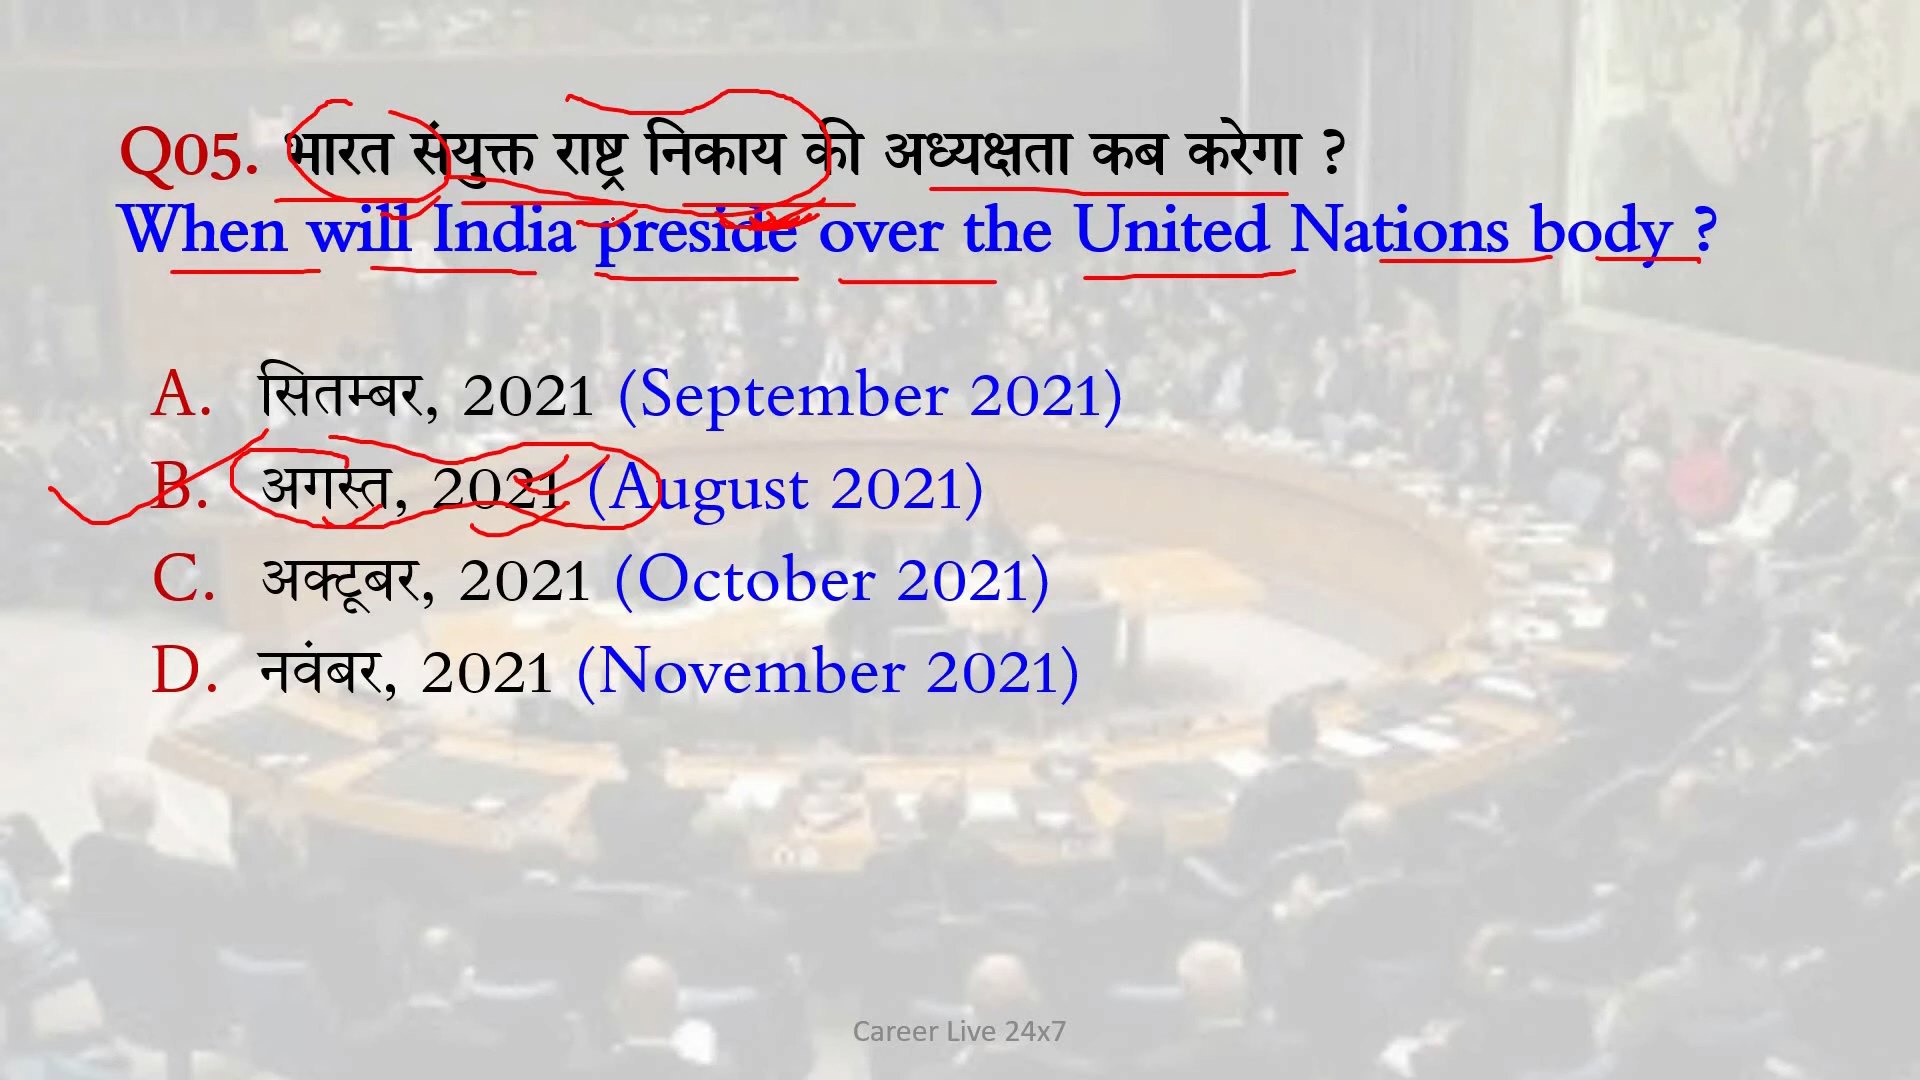 Q05. भारत संयुक्त राष्ट्र निकाय की अध्यक्षता कब करेगा ?
When will India preside over the United Nations body ?
A. सितम्बर, 2021 (September 2021)
B. अगस्त, 2021 (August 2021)
C. अक्टूबर, 2021 (October 2021)
D. नवंबर, 2021 (November 2021)
Career Live 24x7